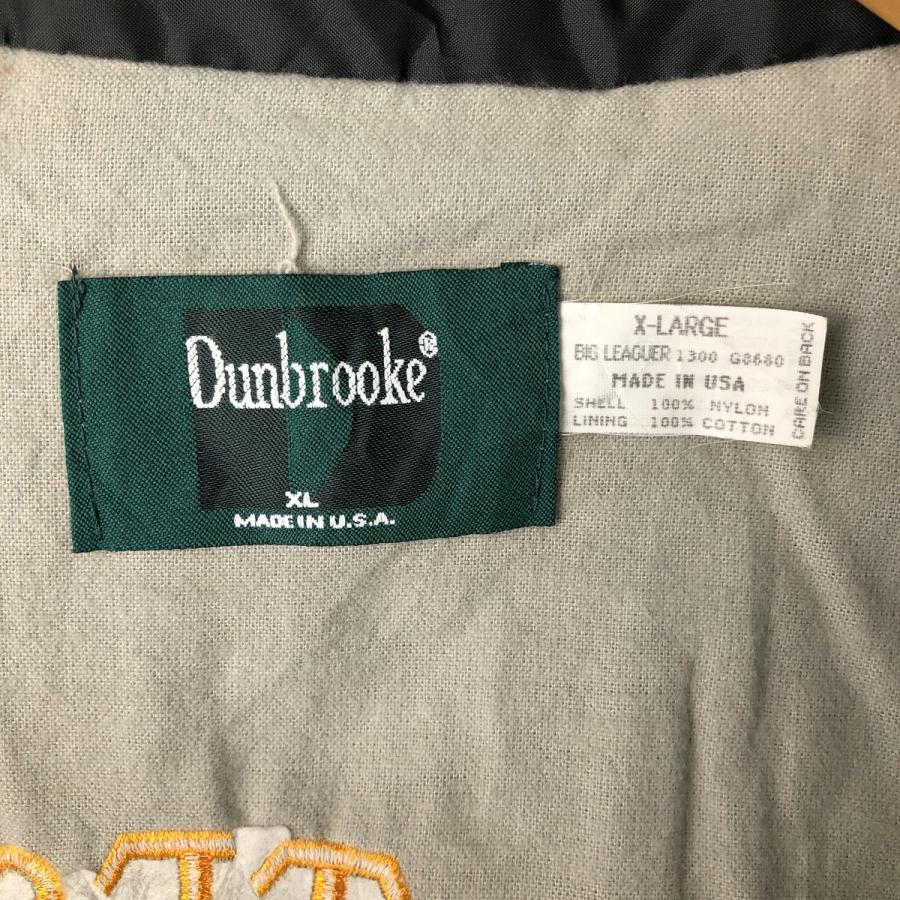 Dunbrooke®
XL
MADE IN U.S.A.
X-LARGE
BIG LEAGUER 1300 G8680
MADE IN USA
SHELL 100% NYLON
LINING 100% COTTON
CARE ON BACK